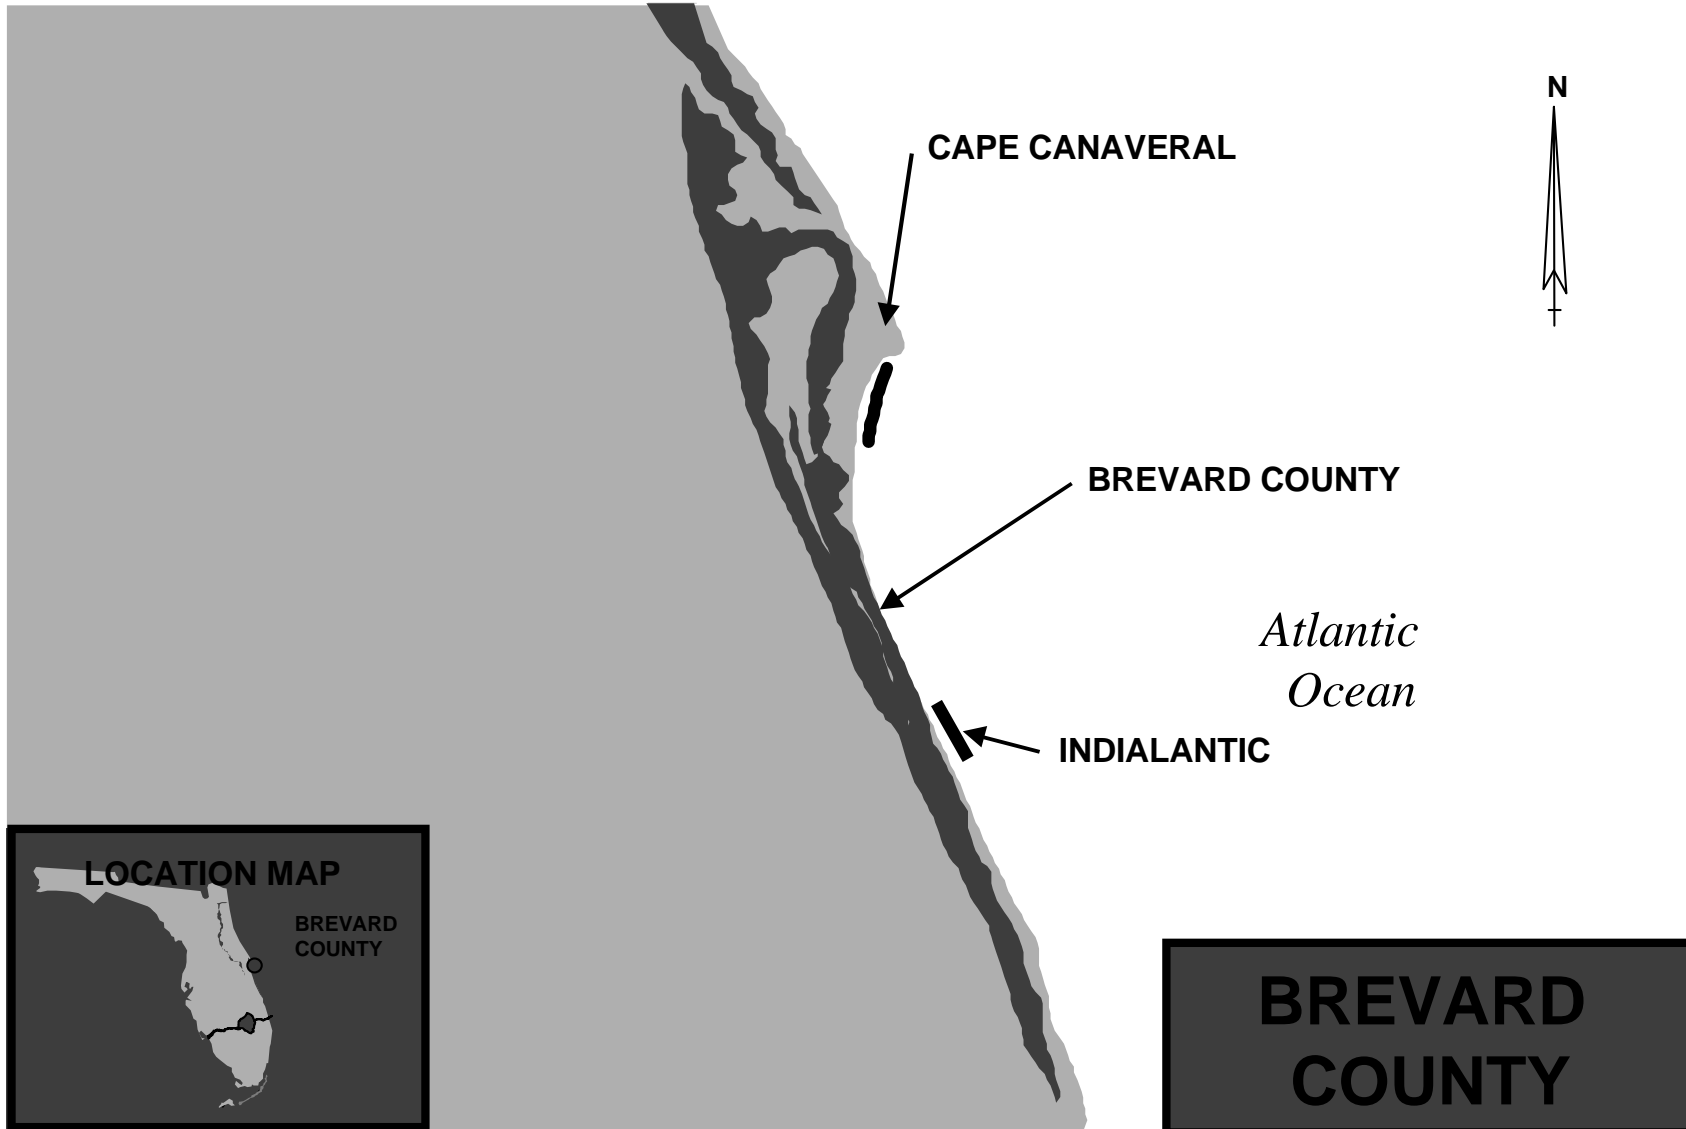 N
CAPE CANAVERAL
BREVARD COUNTY
Atlantic
Ocean
INDIALANTIC
LOCATION MAP
BREVARD
COUNTY
BREVARD
COUNTY